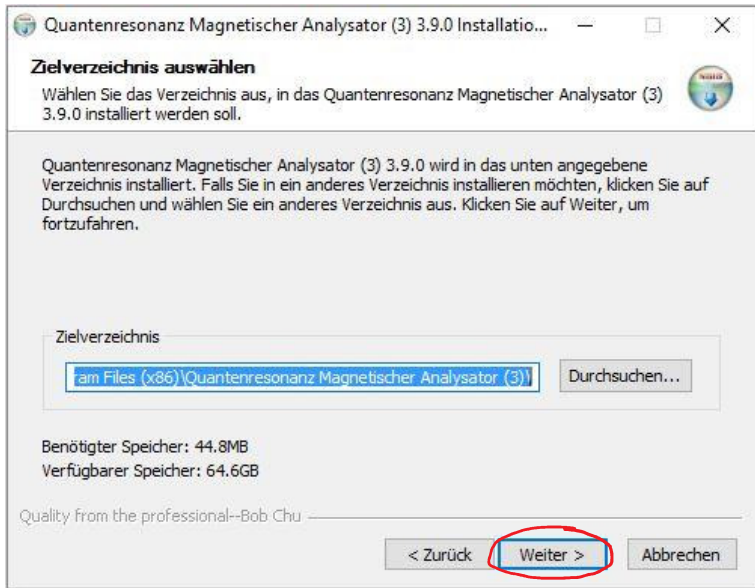 Quantenresonanz Magnetischer Analysator (3) 3.9.0 Installatio...
Zielverzeichnis auswählen
Wählen Sie das Verzeichnis aus, in das Quantenresonanz Magnetischer Analysator (3)
3.9.0 installiert werden soll.
Quantenresonanz Magnetischer Analysator (3) 3.9.0 wird in das unten angegebene
Verzeichnis installiert. Falls Sie in ein anderes Verzeichnis installieren möchten, klicken Sie auf
Durchsuchen und wählen Sie ein anderes Verzeichnis aus. Klicken Sie auf Weiter, um
fortzufahren.
Zielverzeichnis
ram Files (x86)\Quantenresonanz Magnetischer Analysator (3)\
Durchsuchen...
Benötigter Speicher: 44.8MB
Verfügbarer Speicher: 64.6GB
Quality from the professional--Bob Chu
< Zurück
Weiter >
Abbrechen